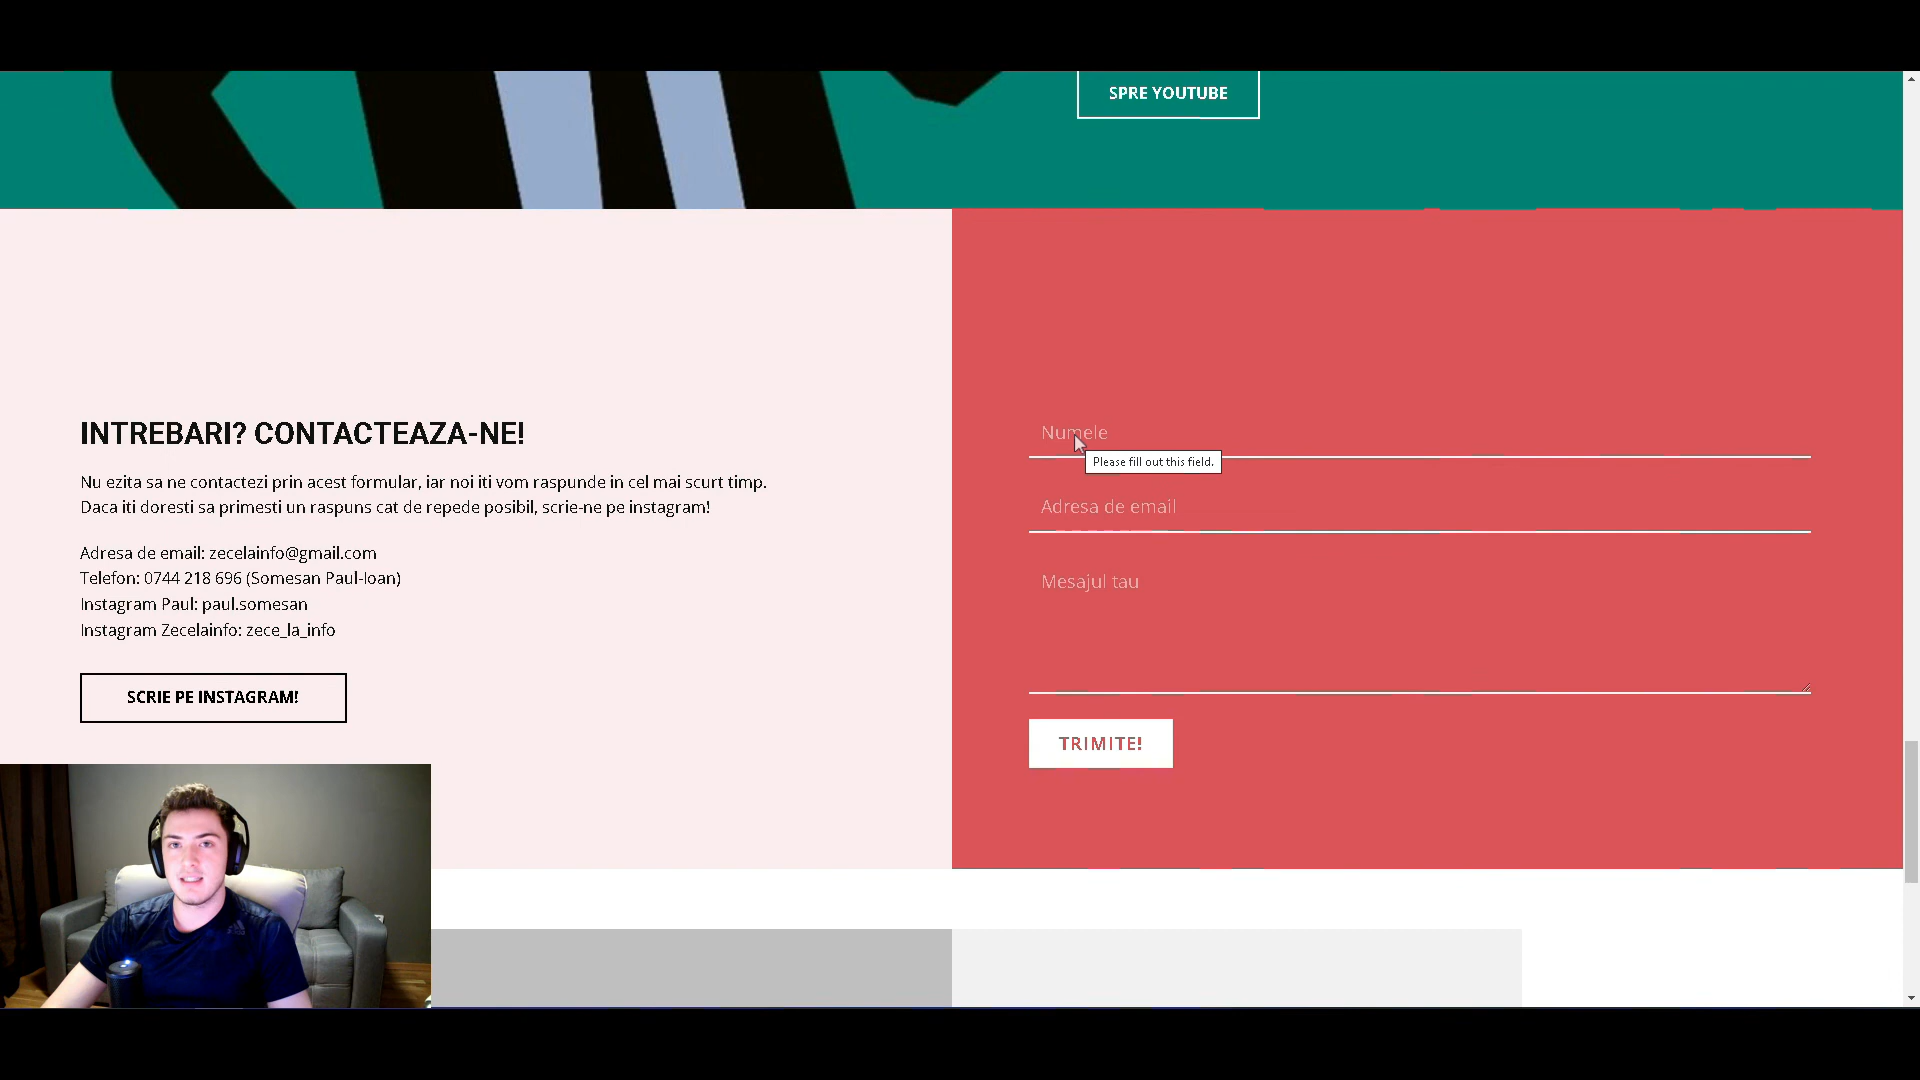 SPRE YOUTUBE
INTREBARI? CONTACTEAZA-NE!
Nu ezita sa ne contactezi prin acest formular, iar noi iti vom raspunde in cel mai scurt timp.
Daca iti doresti sa primesti un raspuns cat de repede posibil, scrie-ne pe instagram!
Adresa de email: zecelainfo@gmail.com
Telefon: 0744 218 696 (Somesan Paul-Ioan)
Instagram Paul: paul.somesan
Instagram Zecelainfo: zece_la_info
SCRIE PE INSTAGRAM!
Numele
Please fill out this field.
Adresa de email
Mesajul tau
TRIMITE!